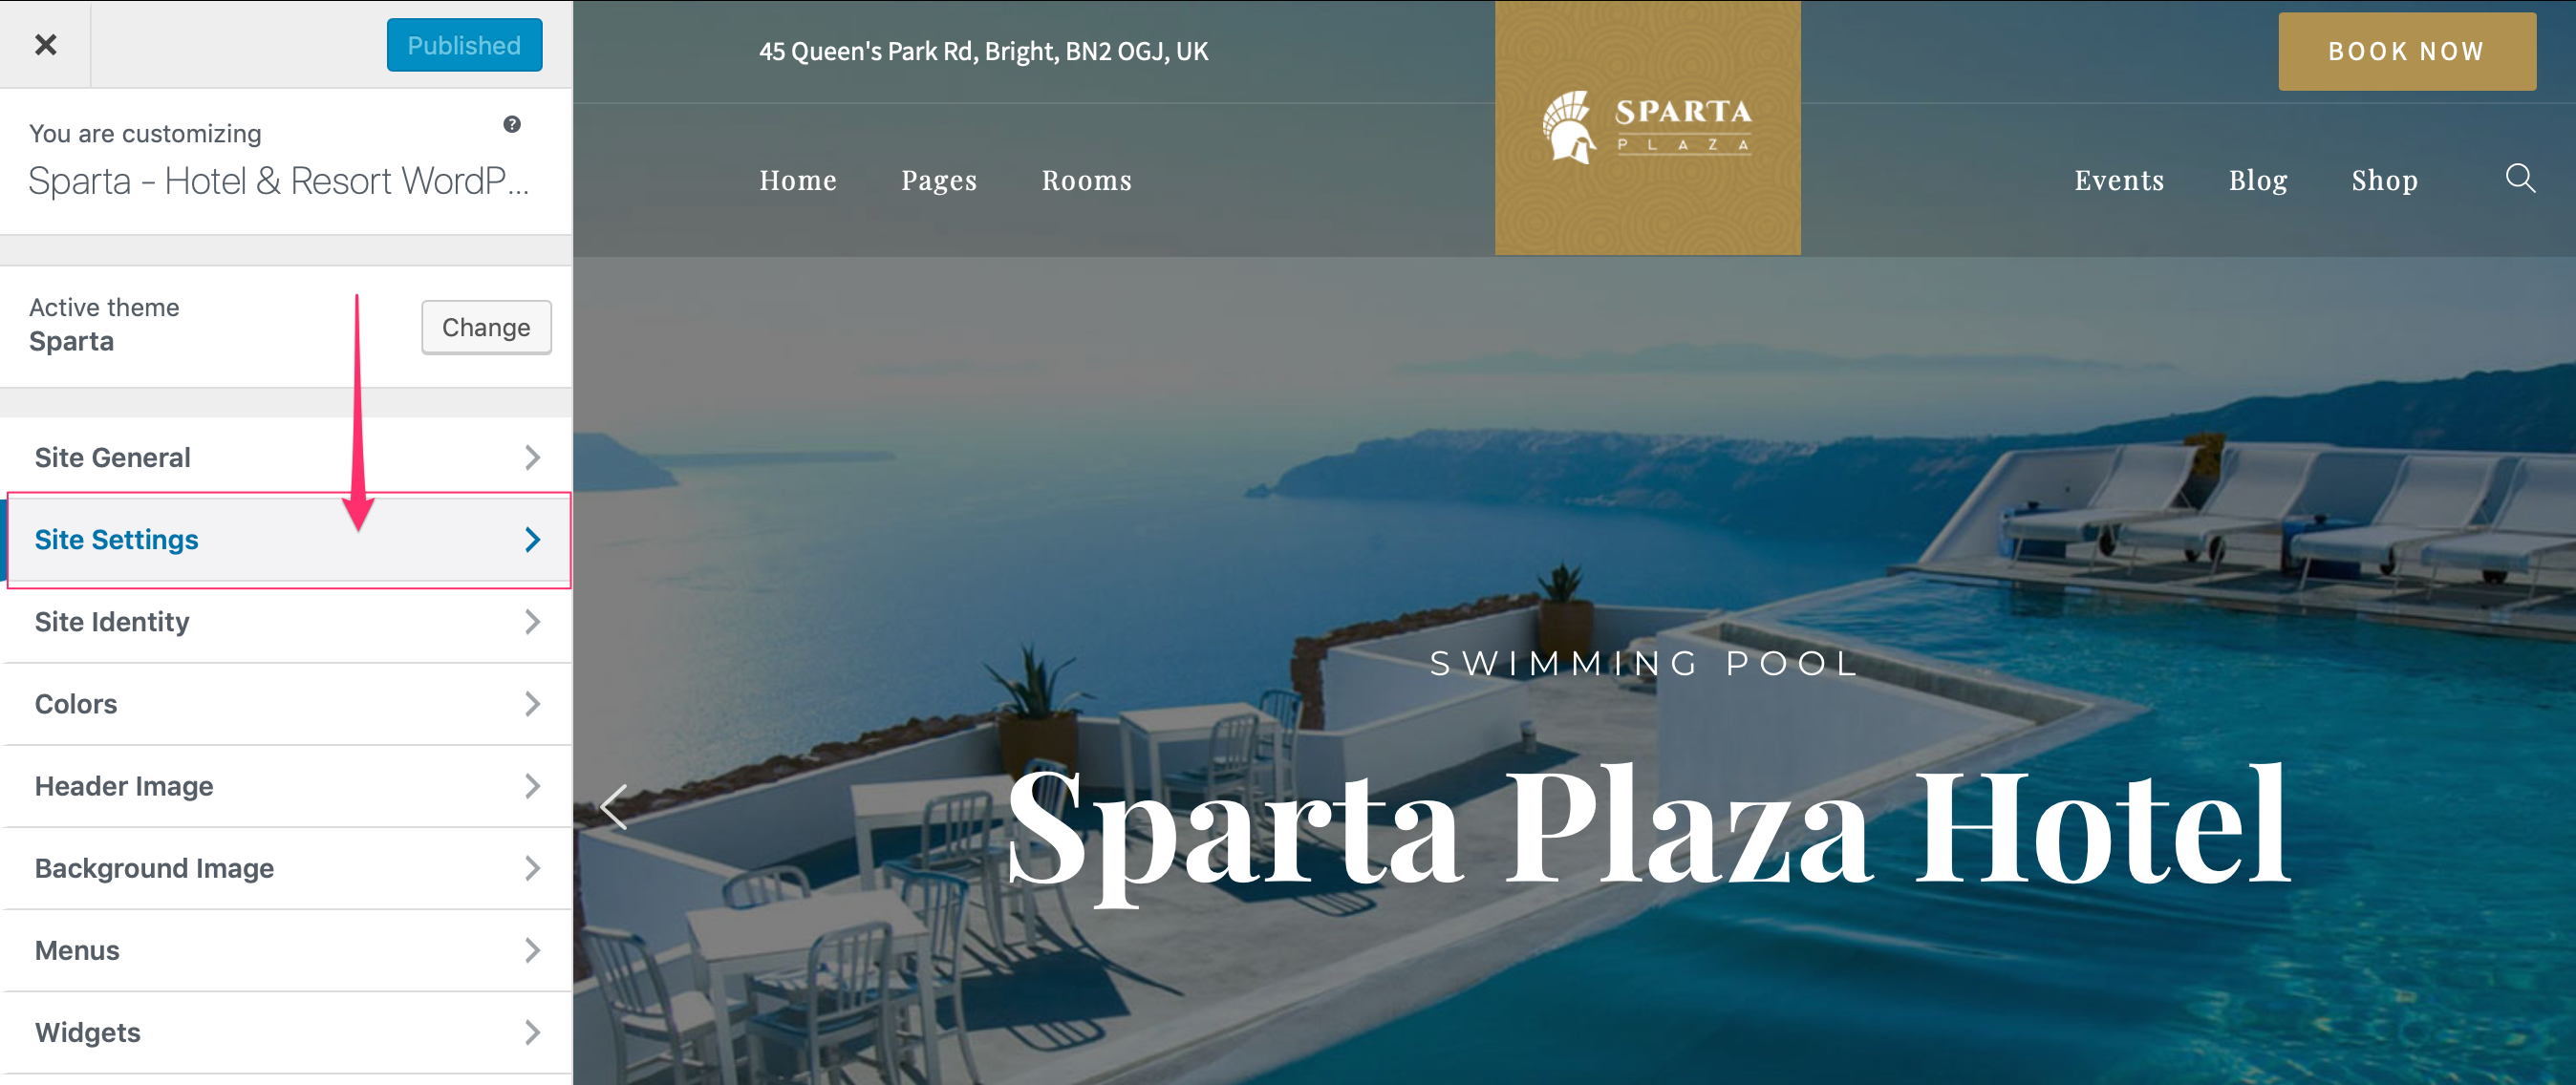 Published
You are customizing
Sparta – Hotel & Resort WordP...
Active theme
Sparta
Change
Site General
Site Settings
Site Identity
Colors
Header Image
Background Image
Menus
Widgets
45 Queen's Park Rd, Bright, BN2 OGJ, UK
BOOK NOW
SPARTA
PLAZA
Home Pages Rooms
Events Blog Shop
SWIMMING POOL
Sparta Plaza Hotel